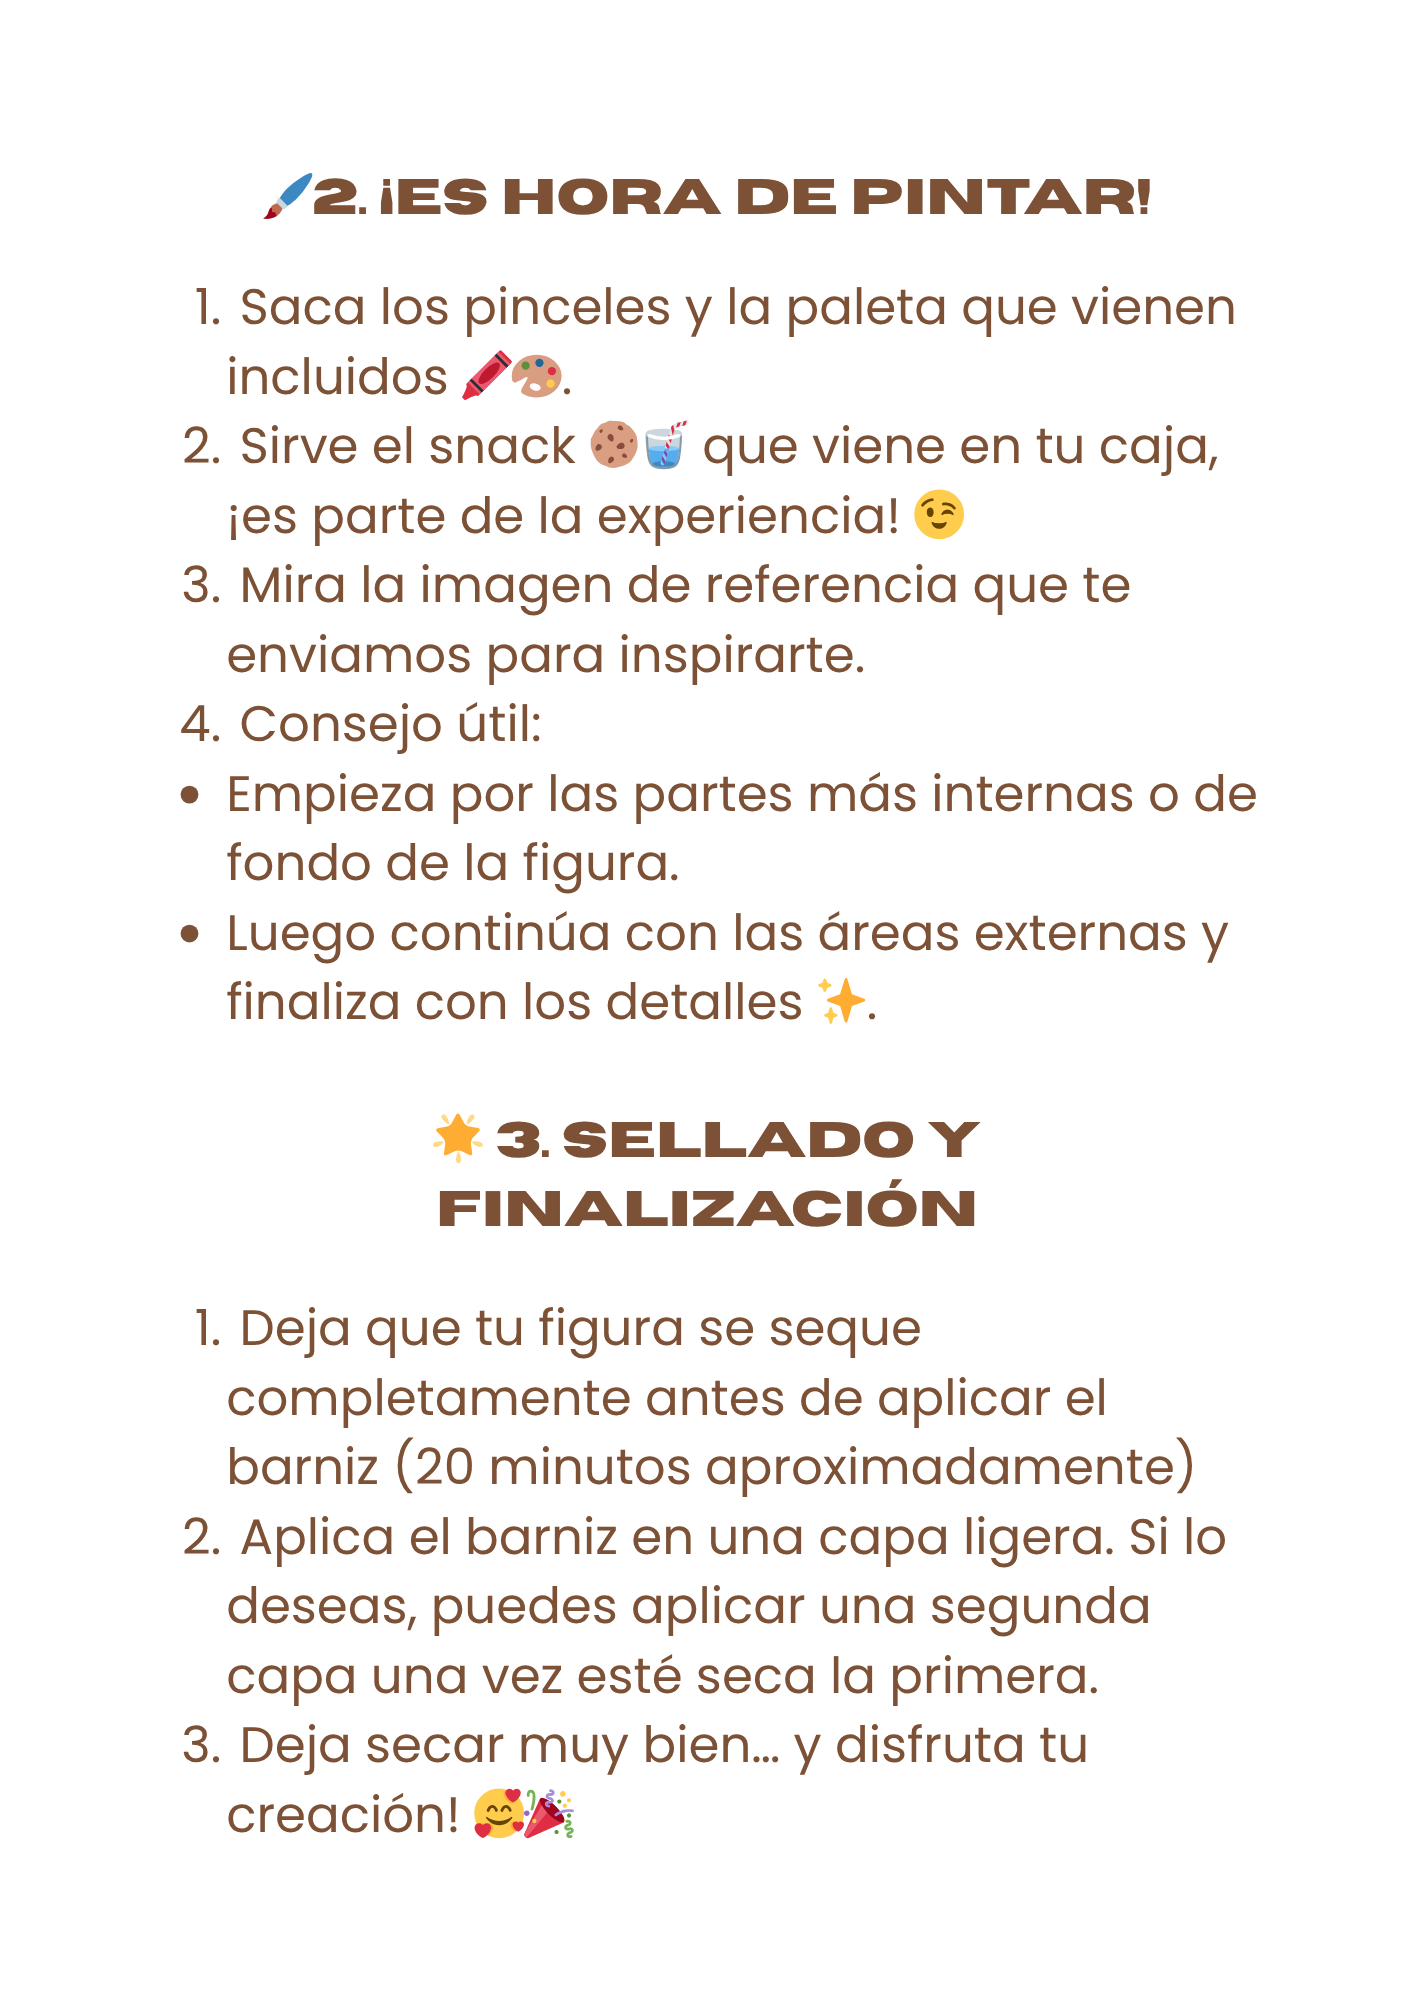 🖌️2. ¡ES HORA DE PINTAR!
1. Saca los pinceles y la paleta que vienen
incluidos 🖍️🎨.
2. Sirve el snack 🍪🥤 que viene en tu caja,
¡es parte de la experiencia! 😉
3. Mira la imagen de referencia que te
enviamos para inspirarte.
4. Consejo útil:
• Empieza por las partes más internas o de
fondo de la figura.
• Luego continúa con las áreas externas y
finaliza con los detalles ✨.
🌟 3. SELLADO Y
FINALIZACIÓN
1. Deja que tu figura se seque
completamente antes de aplicar el
barniz (20 minutos aproximadamente)
2. Aplica el barniz en una capa ligera. Si lo
deseas, puedes aplicar una segunda
capa una vez esté seca la primera.
3. Deja secar muy bien... y disfruta tu
creación! 🥰🎉